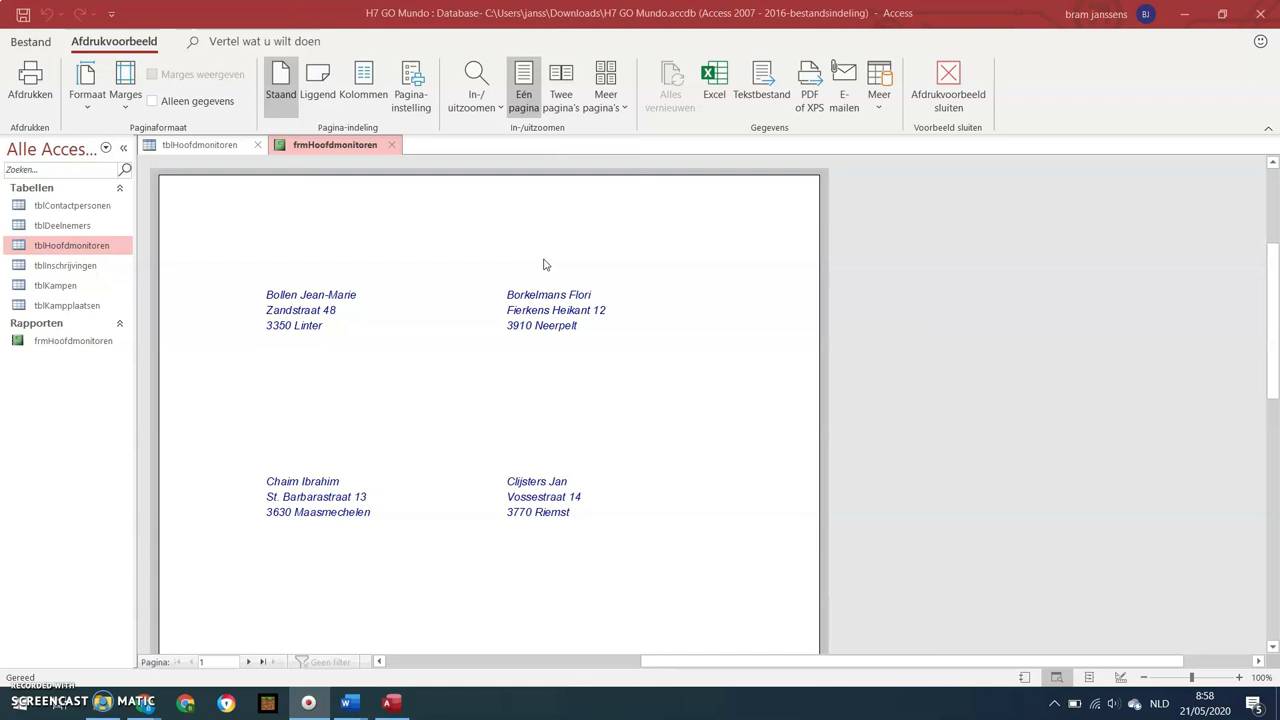 H7 GO Mundo : Database- C:\Users\janss\Downloads\H7 GO Mundo.accdb (Access 2007 - 2016-bestandsindeling) - Access
bram janssens
BJ
Bestand
Afdrukvoorbeeld
Vertel wat u wilt doen
Afdrukken
Formaat
Marges
Marges weergeven
Alleen gegevens
Staand
Liggend
Kolommen
Pagina-
instelling
In-/
uitzoomen
Eén
pagina
Twee
pagina's
Meer
pagina's
Alles
vernieuwen
Excel
Tekstbestand
PDF
of XPS
E-
mailen
Meer
Afdrukvoorbeeld
sluiten
Afdrukken
Paginaformaat
Pagina-indeling
In-/uitzoomen
Gegevens
Voorbeeld sluiten
Alle Acces...
Zoeken...
Tabellen
tblContactpersonen
tblDeelnemers
tblHoofdmonitoren
tblInschrijvingen
tblKampen
tblKampplaatsen
Rapporten
frmHoofdmonitoren
tblHoofdmonitoren
frmHoofdmonitoren
Bollen Jean-Marie
Zandstraat 48
3350 Linter
Borkelmans Flori
Fierkens Heikant 12
3910 Neerpelt
Chaim Ibrahim
St. Barbarastraat 13
3630 Maasmechelen
Clijsters Jan
Vossestraat 14
3770 Riemst
Pagina:
1
Geen filter
Gereed
100%
RECORDED WITH
SCREENCAST MATIC
NLD
8:58
21/05/2020
5